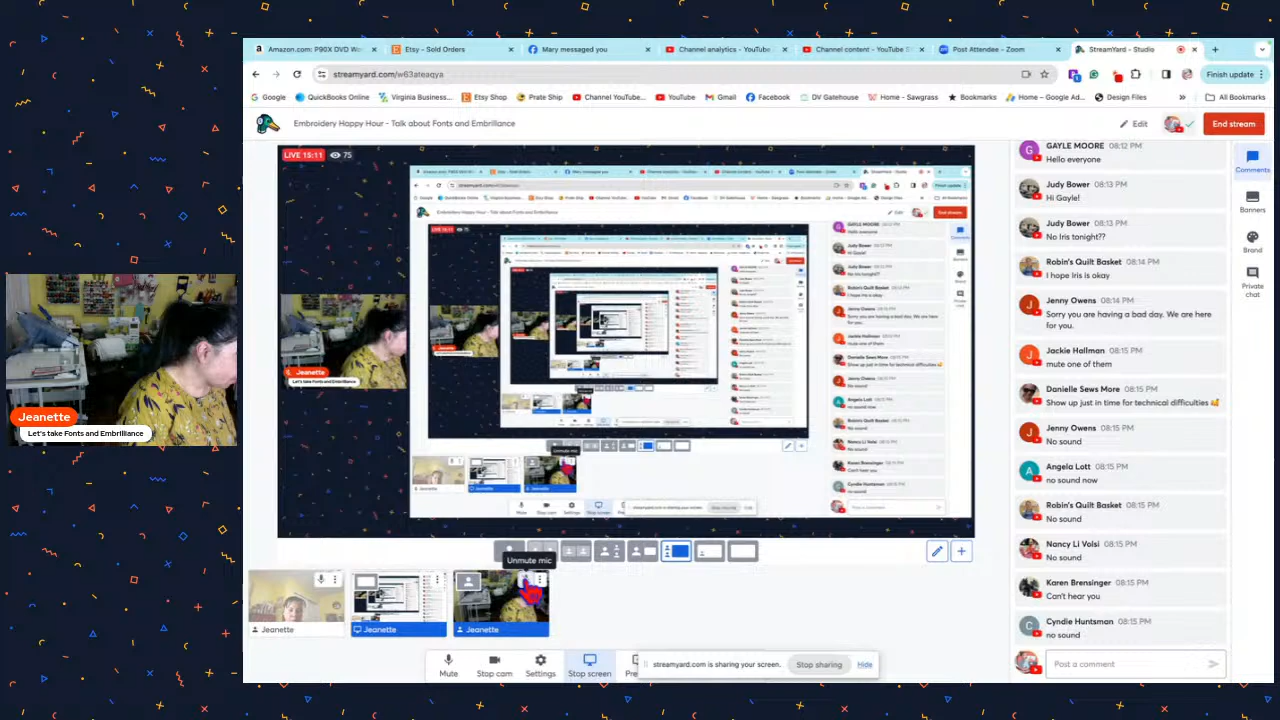 Amazon.com: P90X DVD Wo
Etsy - Sold Orders
Mary messaged you
Channel analytics - YouTube
Channel content - YouTube S
Post Attendee - Zoom
StreamYard - Studio
streamyard.com/w63ateaqya
Finish update
Google
QuickBooks Online
Virginia Business...
Etsy Shop
Pirate Ship
Channel YouTube...
YouTube
Gmail
Facebook
DV Gatehouse
Home - Sawgrass
Bookmarks
Home – Google Ad...
Design Files
All Bookmarks
Embroidery Happy Hour - Talk about Fonts and Embrillance
Edit
End stream
LIVE 15:11 75
GAYLE MOORE 08:12 PM
Hello everyone
Judy Bower 08:13 PM
Hi Gayle!
Judy Bower 08:13 PM
No Iris tonight??
Robin's Quilt Basket 08:14 PM
I hope Iris is okay
Jenny Owens 08:14 PM
Sorry you are having a bad day. We are here
for you.
Jackie Hallman 08:15 PM
mute one of them
Danielle Sews More 08:15 PM
Show up just in time for technical difficulties 🥰
Jenny Owens 08:15 PM
No sound
Angela Lott 08:15 PM
no sound now
Robin's Quilt Basket 08:15 PM
No sound
Nancy Li Volsi 08:15 PM
No sound
Karen Brensinger 08:15 PM
Can't hear you
Cyndie Huntsman 08:15 PM
no sound
Post a comment
Comments
Banners
Brand
Private
chat
Jeanette
Let's take Fonts and Embrilliance
Unmute mic
Jeanette
Jeanette
Jeanette
Mute
Stop cam
Settings
Stop screen
Pre
streamyard.com is sharing your screen.
Stop sharing
Hide